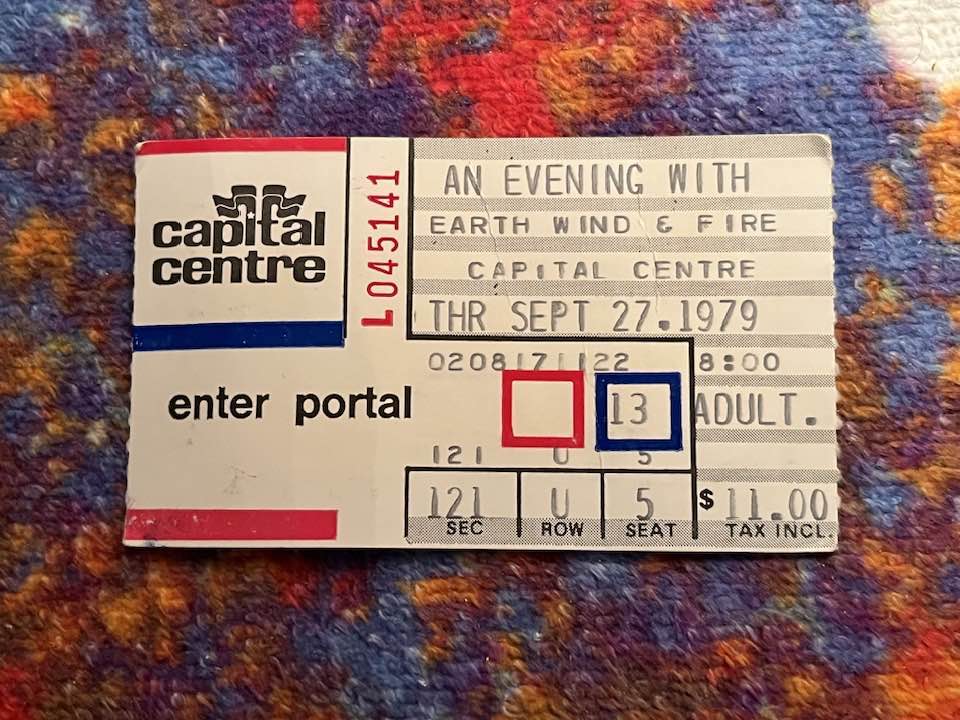 capital
centre
L045141
AN EVENING WITH
EARTH WIND & FIRE
CAPITAL CENTRE
THR SEPT 27.1979
0208171122 8:00
enter portal 13 ADULT.
121 U 5
121 U 5 $11.00
SEC ROW SEAT TAX INCL.